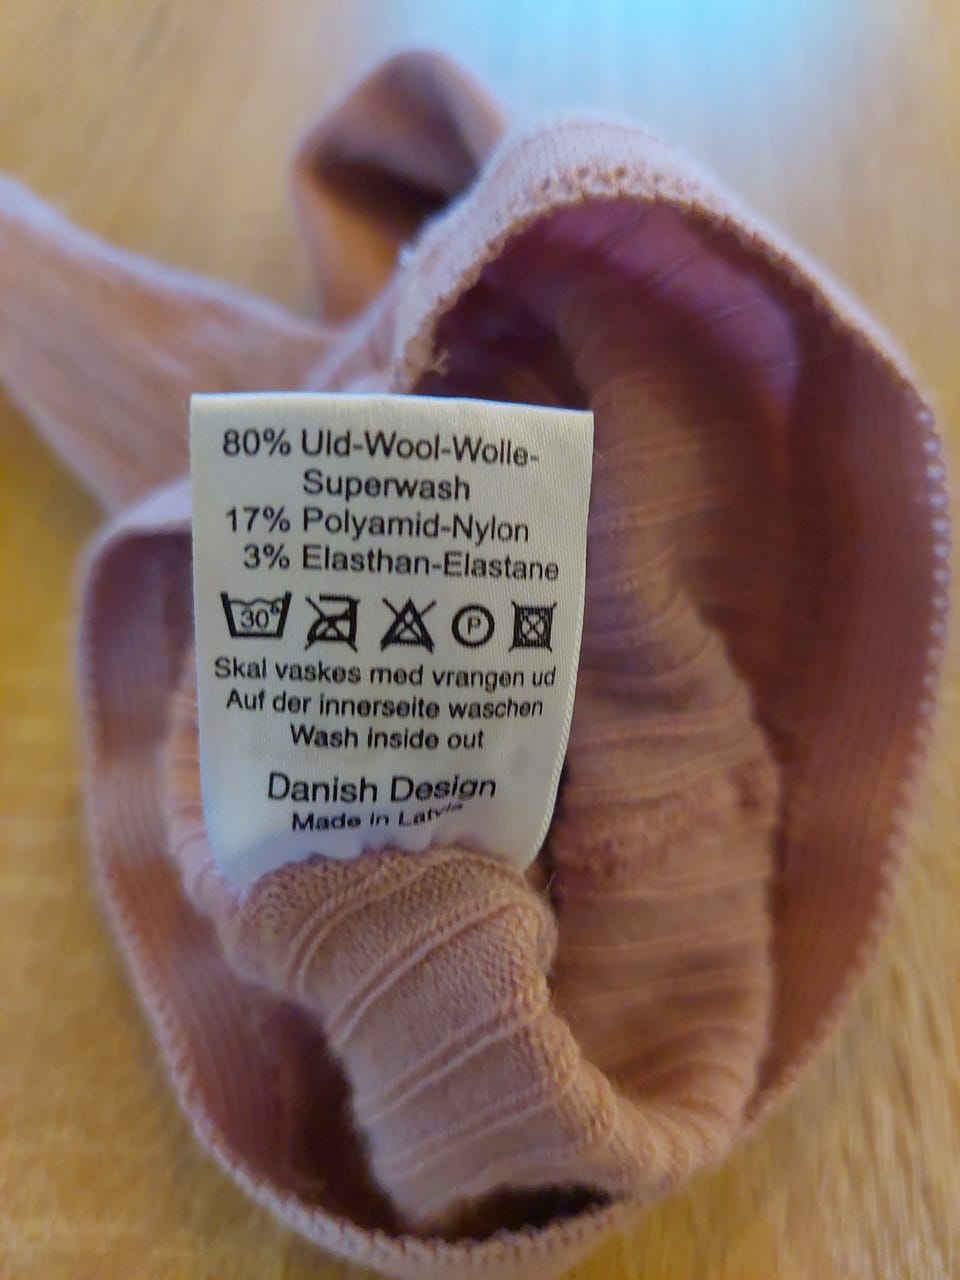 80% Uld-Wool-Wolle-
Superwash
17% Polyamid-Nylon
3% Elasthan-Elastane
30°
P
Skal vaskes med vrangen ud
Auf der innerseite waschen
Wash inside out
Danish Design
Made in Latvia